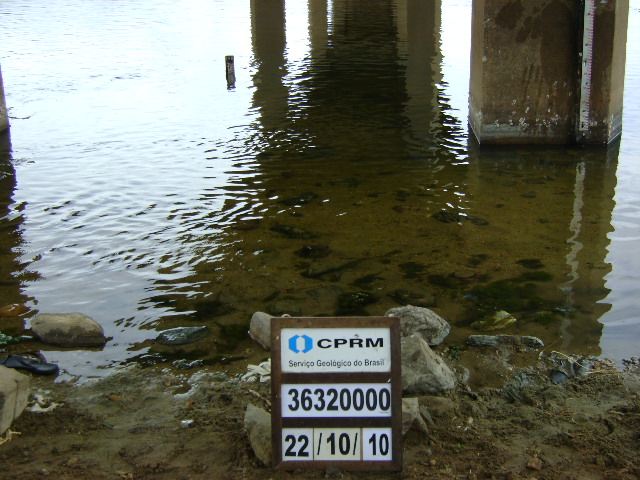 CPRM
Serviço Geológico do Brasil
36320000
22/10/10